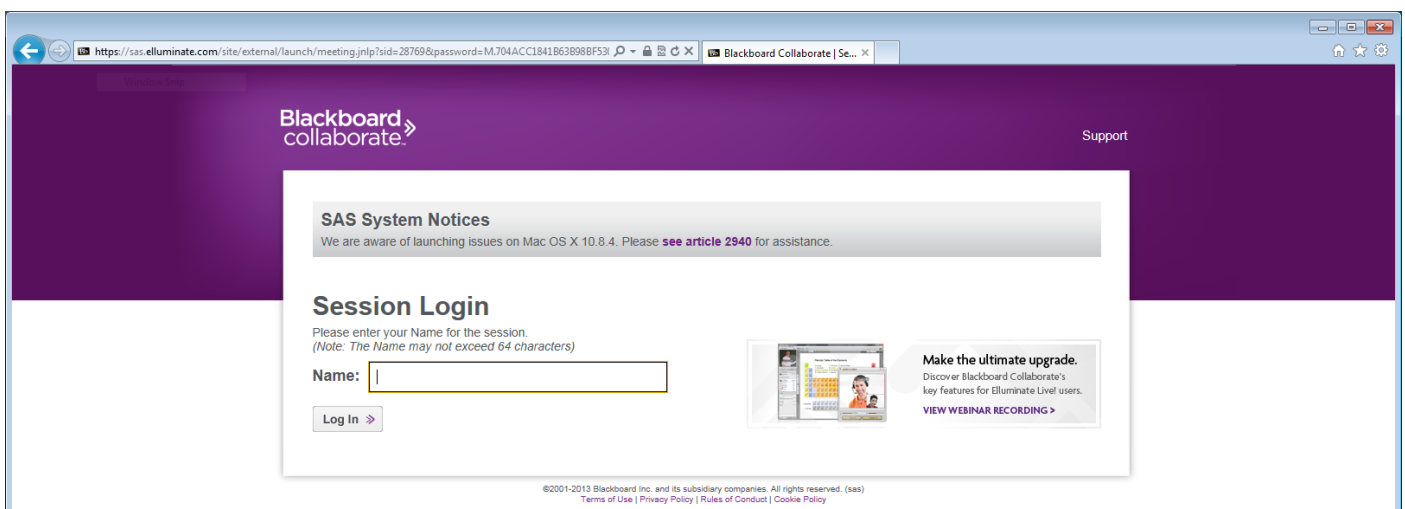 https://sas.elluminate.com/site/external/launch/meeting.jnlp?sid=28769&password=M.704ACC1841B63B98BF53
Blackboard Collaborate | Se...
Window Snip
Blackboard
collaborate
Support
SAS System Notices
We are aware of launching issues on Mac OS X 10.8.4. Please see article 2940 for assistance.
Session Login
Please enter your Name for the session.
(Note: The Name may not exceed 64 characters)
Name:
Log In
Make the ultimate upgrade.
Discover Blackboard Collaborate's
key features for Elluminate Live! users.
VIEW WEBINAR RECORDING >
©2001-2013 Blackboard Inc. and its subsidiary companies. All rights reserved. (sas)
Terms of Use | Privacy Policy | Rules of Conduct | Cookie Policy